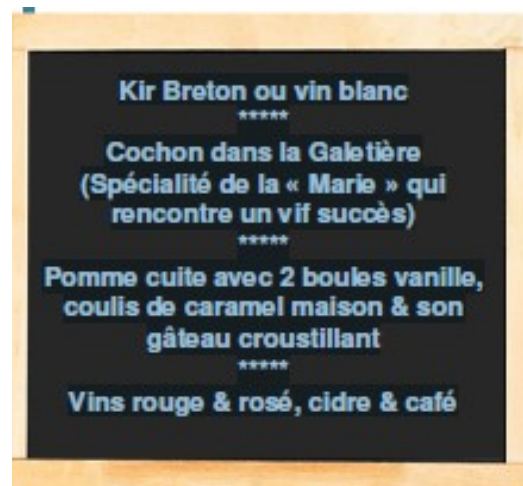 Kir Breton ou vin blanc
*****
Cochon dans la Galetière
(Spécialité de la « Marie » qui
rencontre un vif succès)
*****
Pomme cuite avec 2 boules vanille,
coulis de caramel maison & son
gâteau croustillant
*****
Vins rouge & rosé, cidre & café